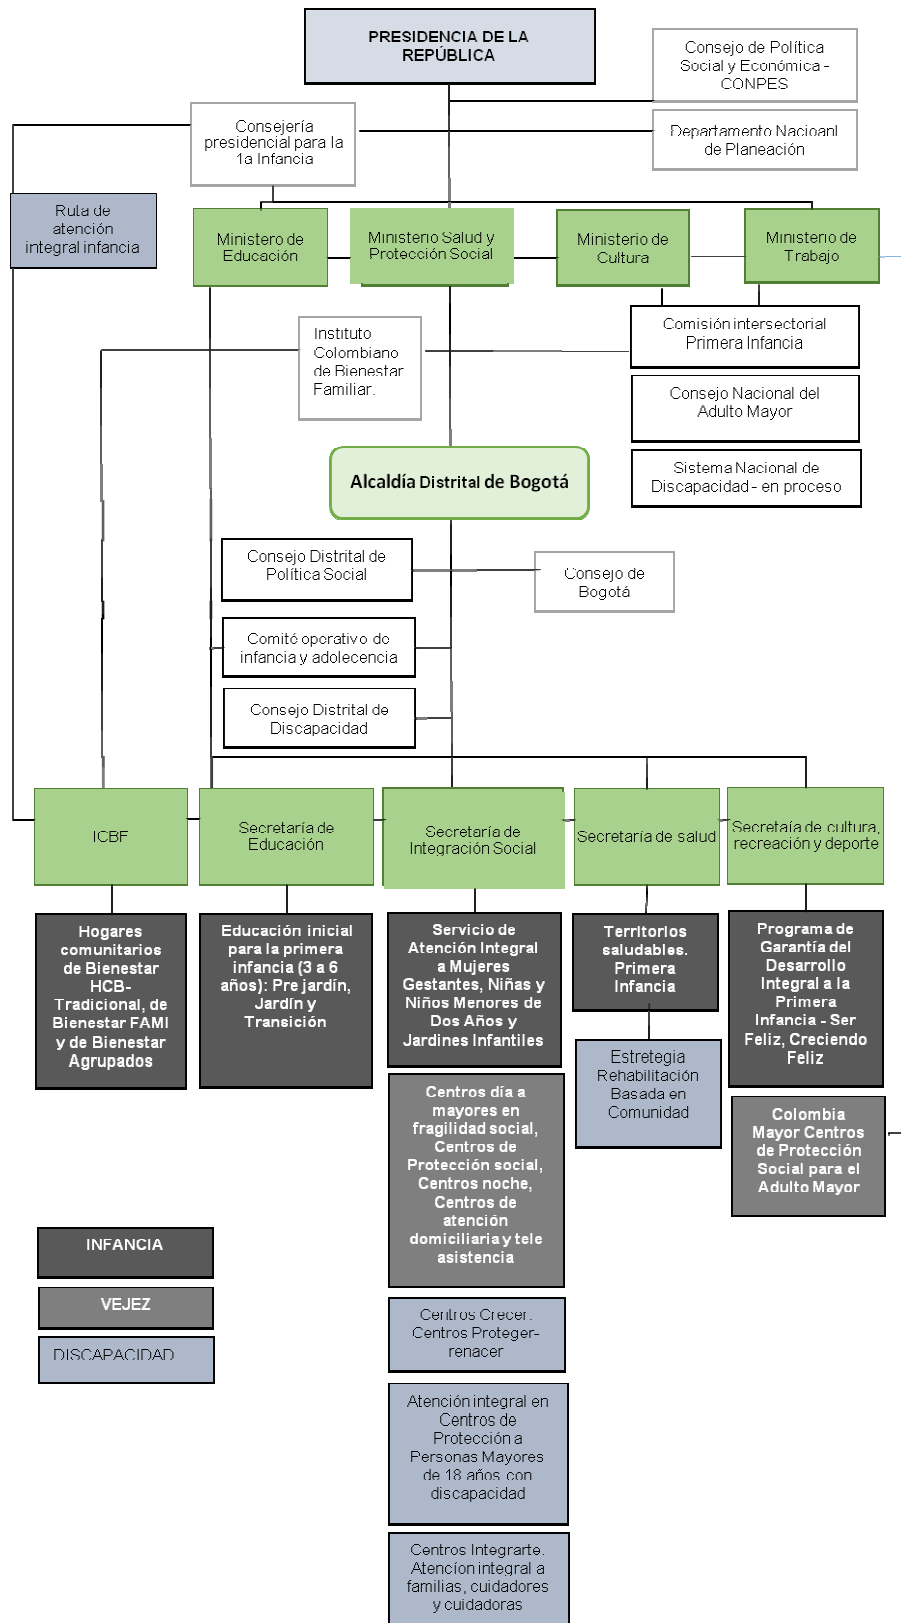 PRESIDENCIA DE LA
REPÚBLICA
Consejo de Política
Social y Económica -
CONPES
Consejería
presidencial para la
1a Infancia
Departamento Nacioanl
de Planeación
Ruta de
atención
integral infancia
Ministero de
Educación
Ministerio Salud y
Protección Social
Ministerio de
Cultura
Ministerio de
Trabajo
Instituto
Colombiano
de Bienestar
Familiar.
Comisión intersectorial
Primera Infancia
Consejo Nacional del
Adulto Mayor
Sistema Nacional de
Discapacidad - en proceso
Alcaldía Distrital de Bogotá
Consejo Distrital de
Política Social
Consejo de
Bogotá
Comité operativo de
infancia y adolecencia
Consejo Distrital de
Discapacidad
ICBF
Secretaría de
Educación
Secretaría de
Integración Social
Secretaría de salud
Secretaía de cultura,
recreación y deporte
Hogares
comunitarios
de Bienestar
HCB-
Tradicional, de
Bienestar FAMI
y de Bienestar
Agrupados
Educación inicial
para la primera
infancia (3 a 6
años): Pre jardín,
Jardín y
Transición
Servicio de
Atención Integral
a Mujeres
Gestantes, Niñas y
Niños Menores de
Dos Años y
Jardines Infantiles
Territorios
saludables.
Primera
Infancia
Programa de
Garantía del
Desarrollo
Integral a la
Primera
Infancia - Ser
Feliz, Creciendo
Feliz
Estretegia
Rehabilitación
Basada en
Comunidad
Centros día a
mayores en
fragilidad social,
Centros de
Protección social,
Centros noche,
Centros de
atención
domiciliaria y tele
asistencia
Colombia
Mayor Centros
de Protección
Social para el
Adulto Mayor
INFANCIA
VEJEZ
DISCAPACIDAD
Centros Crecer.
Centros Proteger-
renacer
Atención integral en
Centros de
Protección a
Personas Mayores
de 18 años con
discapacidad
Centros Integrarte.
Atencíon integral a
familias, cuidadores
y cuidadoras